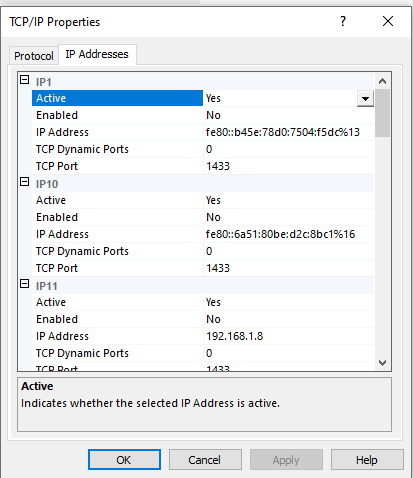 TCP/IP Properties
Protocol IP Addresses
IP1
Active Yes
Enabled No
IP Address fe80::b45e:78d0:7504:f5dc%13
TCP Dynamic Ports 0
TCP Port 1433
IP10
Active Yes
Enabled No
IP Address fe80::6a51:80be:d2c:8bc1%16
TCP Dynamic Ports 0
TCP Port 1433
IP11
Active Yes
Enabled No
IP Address 192.168.1.8
TCP Dynamic Ports 0
TCP Port 1433
Active
Indicates whether the selected IP Address is active.
OK Cancel Apply Help